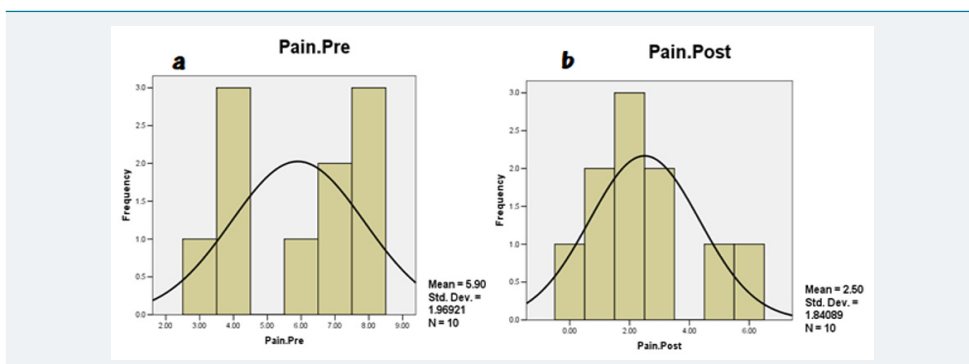 a
Pain.Pre
Frequency
3.0
2.5
2.0
1.5
1.0
0.5
0.0
2.00 3.00 4.00 5.00 6.00 7.00 8.00 9.00
Pain.Pre
Mean = 5.90
Std. Dev. =
1.96921
N = 10
b
Pain.Post
Frequency
3.0
2.5
2.0
1.5
1.0
0.5
0.0
0.00 2.00 4.00 6.00
Pain.Post
Mean = 2.50
Std. Dev. =
1.84089
N = 10